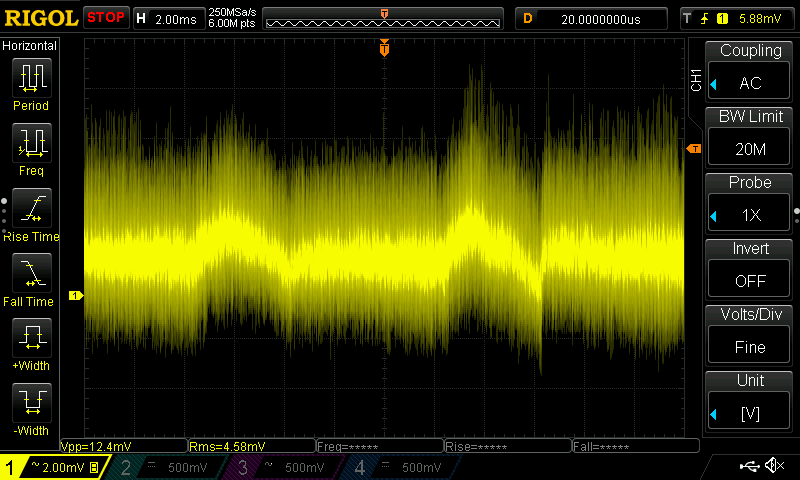 RIGOL STOP H 2.00ms 250MSa/s 6.00M pts T D 20.0000000us T 1 5.88mV
Horizontal
Period
Freq
Rise Time
Fall Time
+Width
-Width
T
T
1
CH1
Coupling
AC
BW Limit
20M
Probe
1X
Invert
OFF
Volts/Div
Fine
Unit
[V]
Vpp=12.4mV Rms=4.58mV Freq=***** Rise=***** Fall=*****
1 ~ 2.00mV B 2 500mV 3 ~ 500mV 4 500mV